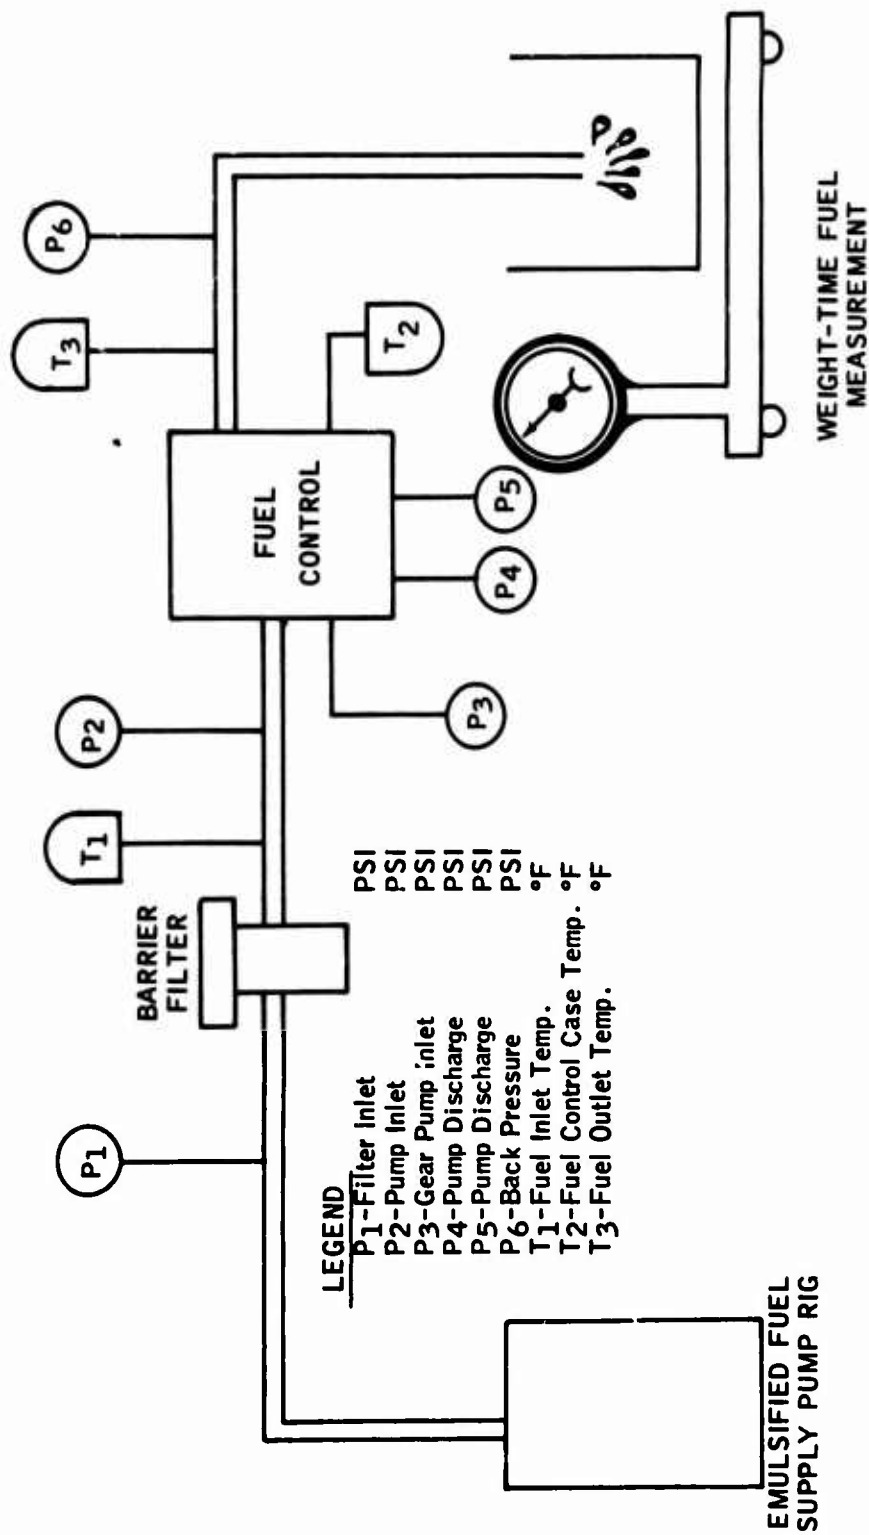 P6
T3
T2
FUEL
CONTROL
P5
P4
P3
P2
T1
BARRIER
FILTER
P1
WEIGHT-TIME FUEL
MEASUREMENT
LEGEND
P1-Filter Inlet PSI
P2-Pump Inlet PSI
P3-Gear Pump inlet PSI
P4-Pump Discharge PSI
P5-Pump Discharge PSI
P6-Back Pressure PSI
T1-Fuel Inlet Temp. °F
T2-Fuel Control Case Temp. °F
T3-Fuel Outlet Temp. °F
EMULSIFIED FUEL
SUPPLY PUMP RIG